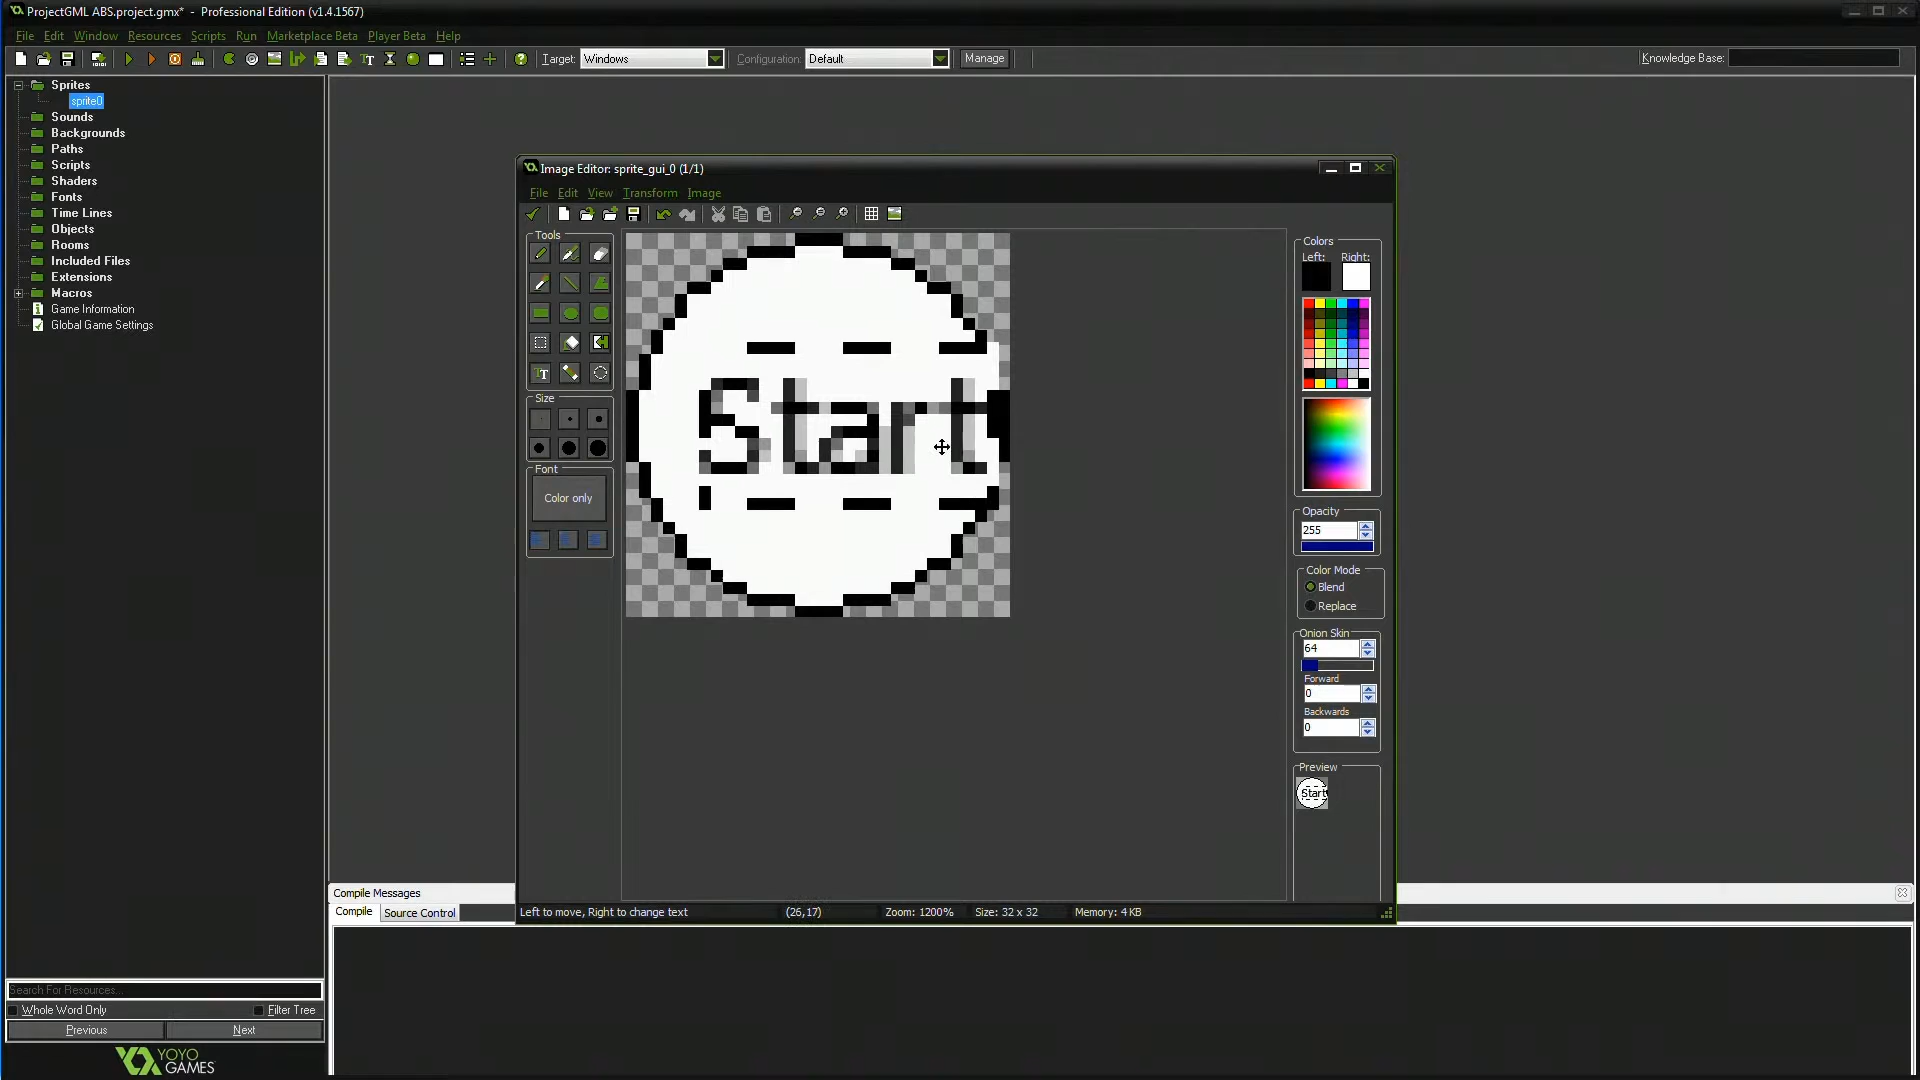 ProjectGML ABS.project.gmx* - Professional Edition (v1.4.1567)
File Edit Window Resources Scripts Run Marketplace Beta Player Beta Help
Target: Windows Configuration: Default Manage Knowledge Base:
Sprites
sprite0
Sounds
Backgrounds
Paths
Scripts
Shaders
Fonts
Time Lines
Objects
Rooms
Included Files
Extensions
Macros
Game Information
Global Game Settings
Image Editor: sprite_gui_0 (1/1)
File Edit View Transform Image
Tools
Size
Font
Color only
Start
Colors
Left: Right:
Opacity
255
Color Mode
Blend
Replace
Onion Skin
64
Forward
0
Backwards
0
Preview
Start
Left to move, Right to change text (26,17) Zoom: 1200% Size: 32 x 32 Memory: 4 KB
Compile Messages
Compile Source Control
Search For Resources...
Whole Word Only Filter Tree
Previous Next
YOYO
GAMES